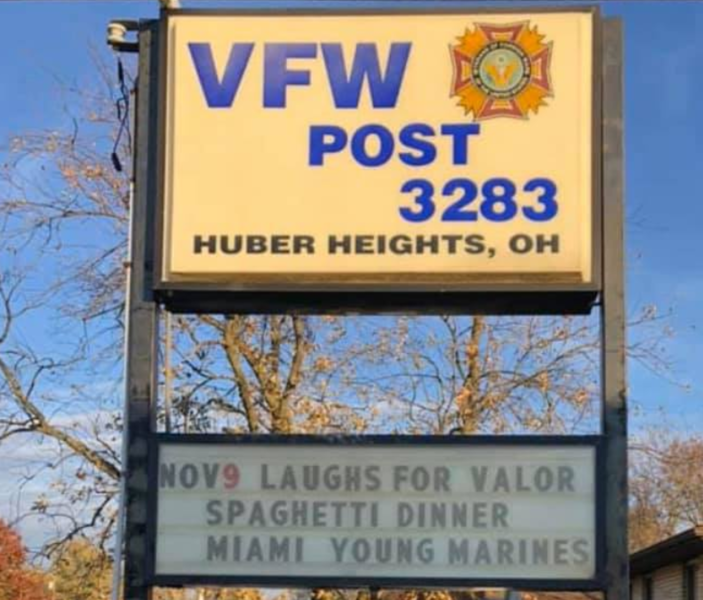 VFW
POST
3283
HUBER HEIGHTS, OH
NOV9 LAUGHS FOR VALOR
SPAGHETTI DINNER
MIAMI YOUNG MARINES